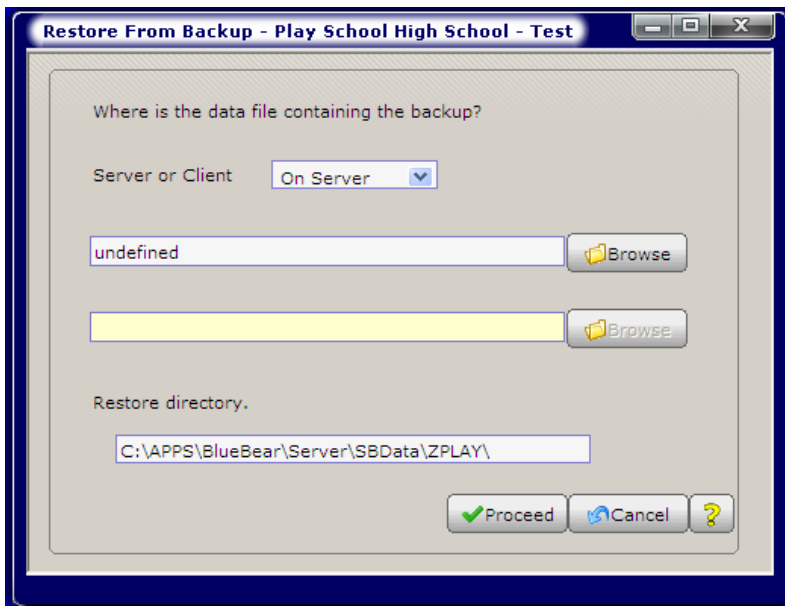 Restore From Backup - Play School High School - Test
Where is the data file containing the backup?
Server or Client On Server
undefined Browse
Browse
Restore directory.
C:\APPS\BlueBear\Server\SBData\ZPLAY\
Proceed Cancel ?